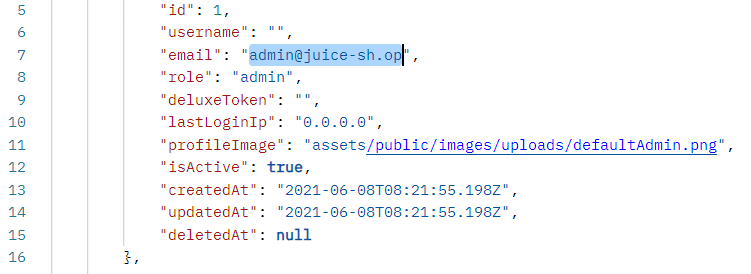 5 "id": 1,
6 "username": "",
7 "email": "admin@juice-sh.op",
8 "role": "admin",
9 "deluxeToken": "",
10 "lastLoginIp": "0.0.0.0",
11 "profileImage": "assets/public/images/uploads/defaultAdmin.png",
12 "isActive": true,
13 "createdAt": "2021-06-08T08:21:55.198Z",
14 "updatedAt": "2021-06-08T08:21:55.198Z",
15 "deletedAt": null
16 },